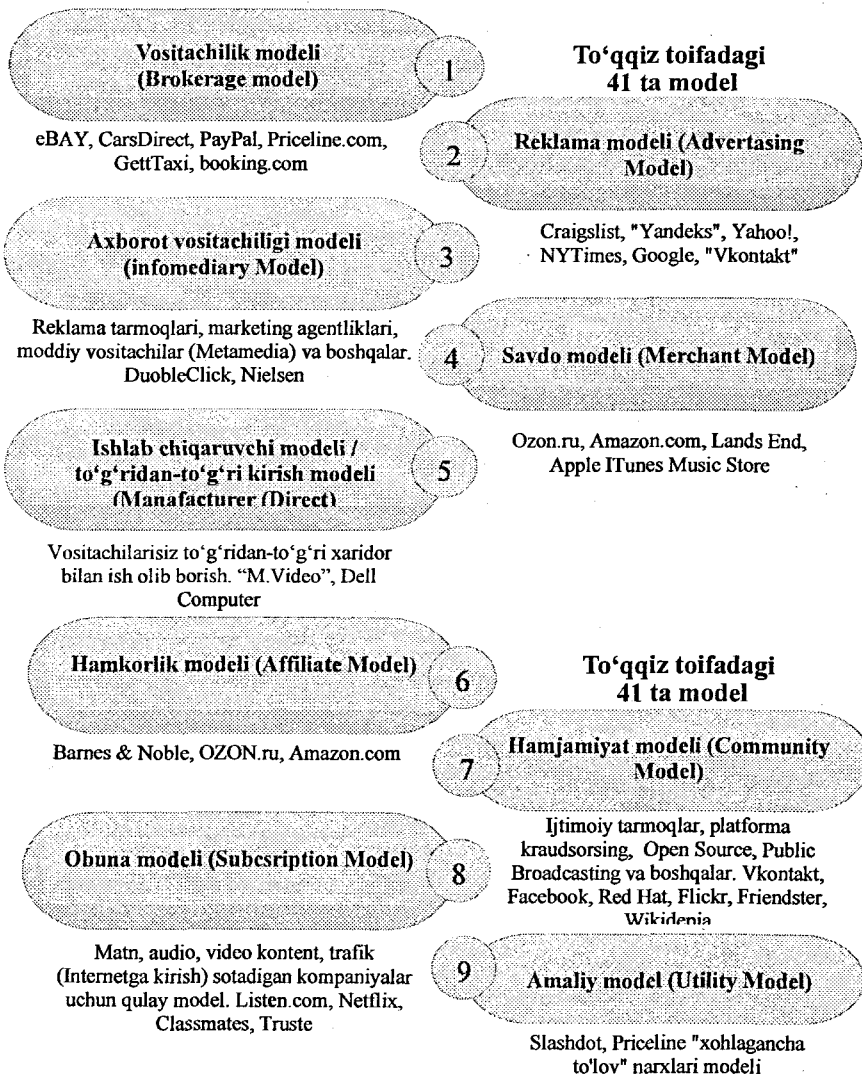 Vositachilik modeli
(Brokerage model)
1
eBAY, CarsDirect, PayPal, Priceline.com,
GettTaxi, booking.com
To‘qqiz toifadagi
41 ta model
2
Reklama modeli (Advertasing
Model)
Craigslist, "Yandeks", Yahoo!,
NYTimes, Google, "Vkontakt"
Axborot vositachiligi modeli
(infomediary Model)
3
Reklama tarmoqlari, marketing agentliklari,
moddiy vositachilar (Metamedia) va boshqalar.
DuobleClick, Nielsen
4
Savdo modeli (Merchant Model)
Ozon.ru, Amazon.com, Lands End,
Apple ITunes Music Store
Ishlab chiqaruvchi modeli /
to‘g‘ridan-to‘g‘ri kirish modeli
(Manafacturer (Direct)
5
Vositachilarisiz to‘g‘ridan-to‘g‘ri xaridor
bilan ish olib borish. “M.Video”, Dell
Computer
Hamkorlik modeli (Affiliate Model)
6
Barnes & Noble, OZON.ru, Amazon.com
To‘qqiz toifadagi
41 ta model
7
Hamjamiyat modeli (Community
Model)
Ijtimoiy tarmoqlar, platforma
kraudsorsing, Open Source, Public
Broadcasting va boshqalar. Vkontakt,
Facebook, Red Hat, Flickr, Friendster,
Wikidenia
Obuna modeli (Subcsription Model)
8
Matn, audio, video kontent, trafik
(Internetga kirish) sotadigan kompaniyalar
uchun qulay model. Listen.com, Netflix,
Classmates, Truste
9
Amaliy model (Utility Model)
Slashdot, Priceline "xohlagancha
to'lov" narxlari modeli